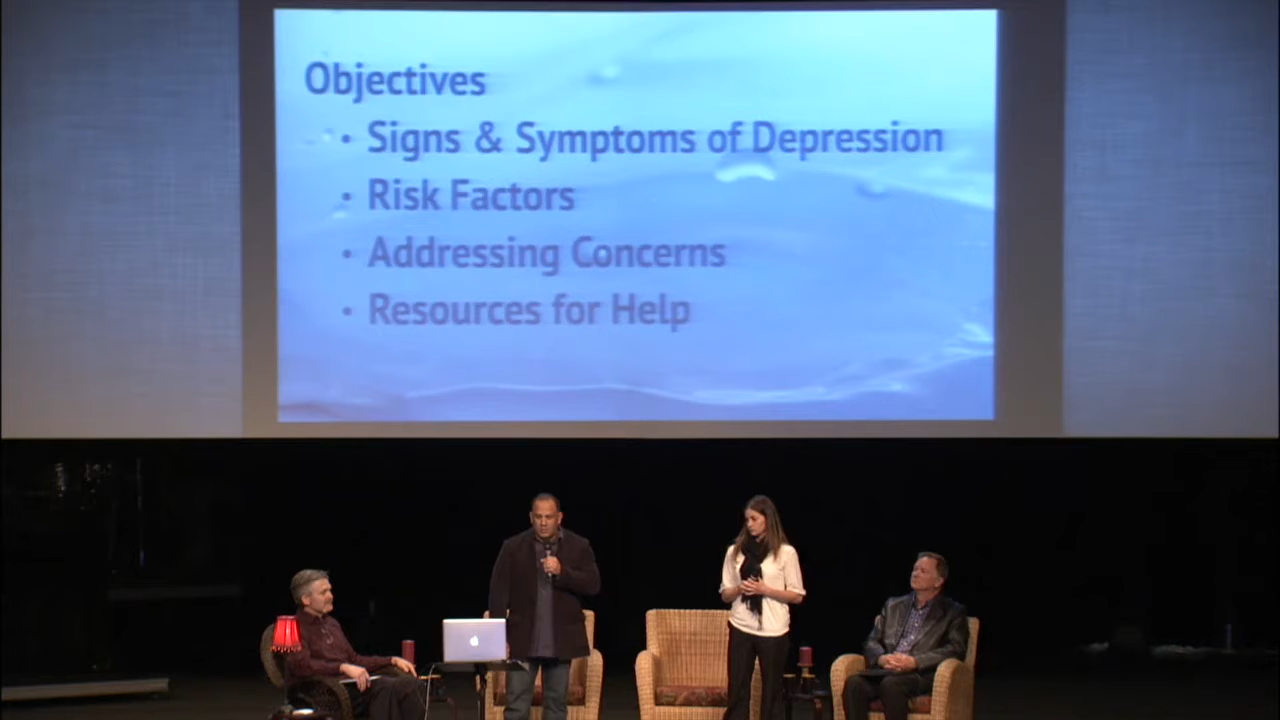 Objectives
• Signs & Symptoms of Depression
• Risk Factors
• Addressing Concerns
• Resources for Help